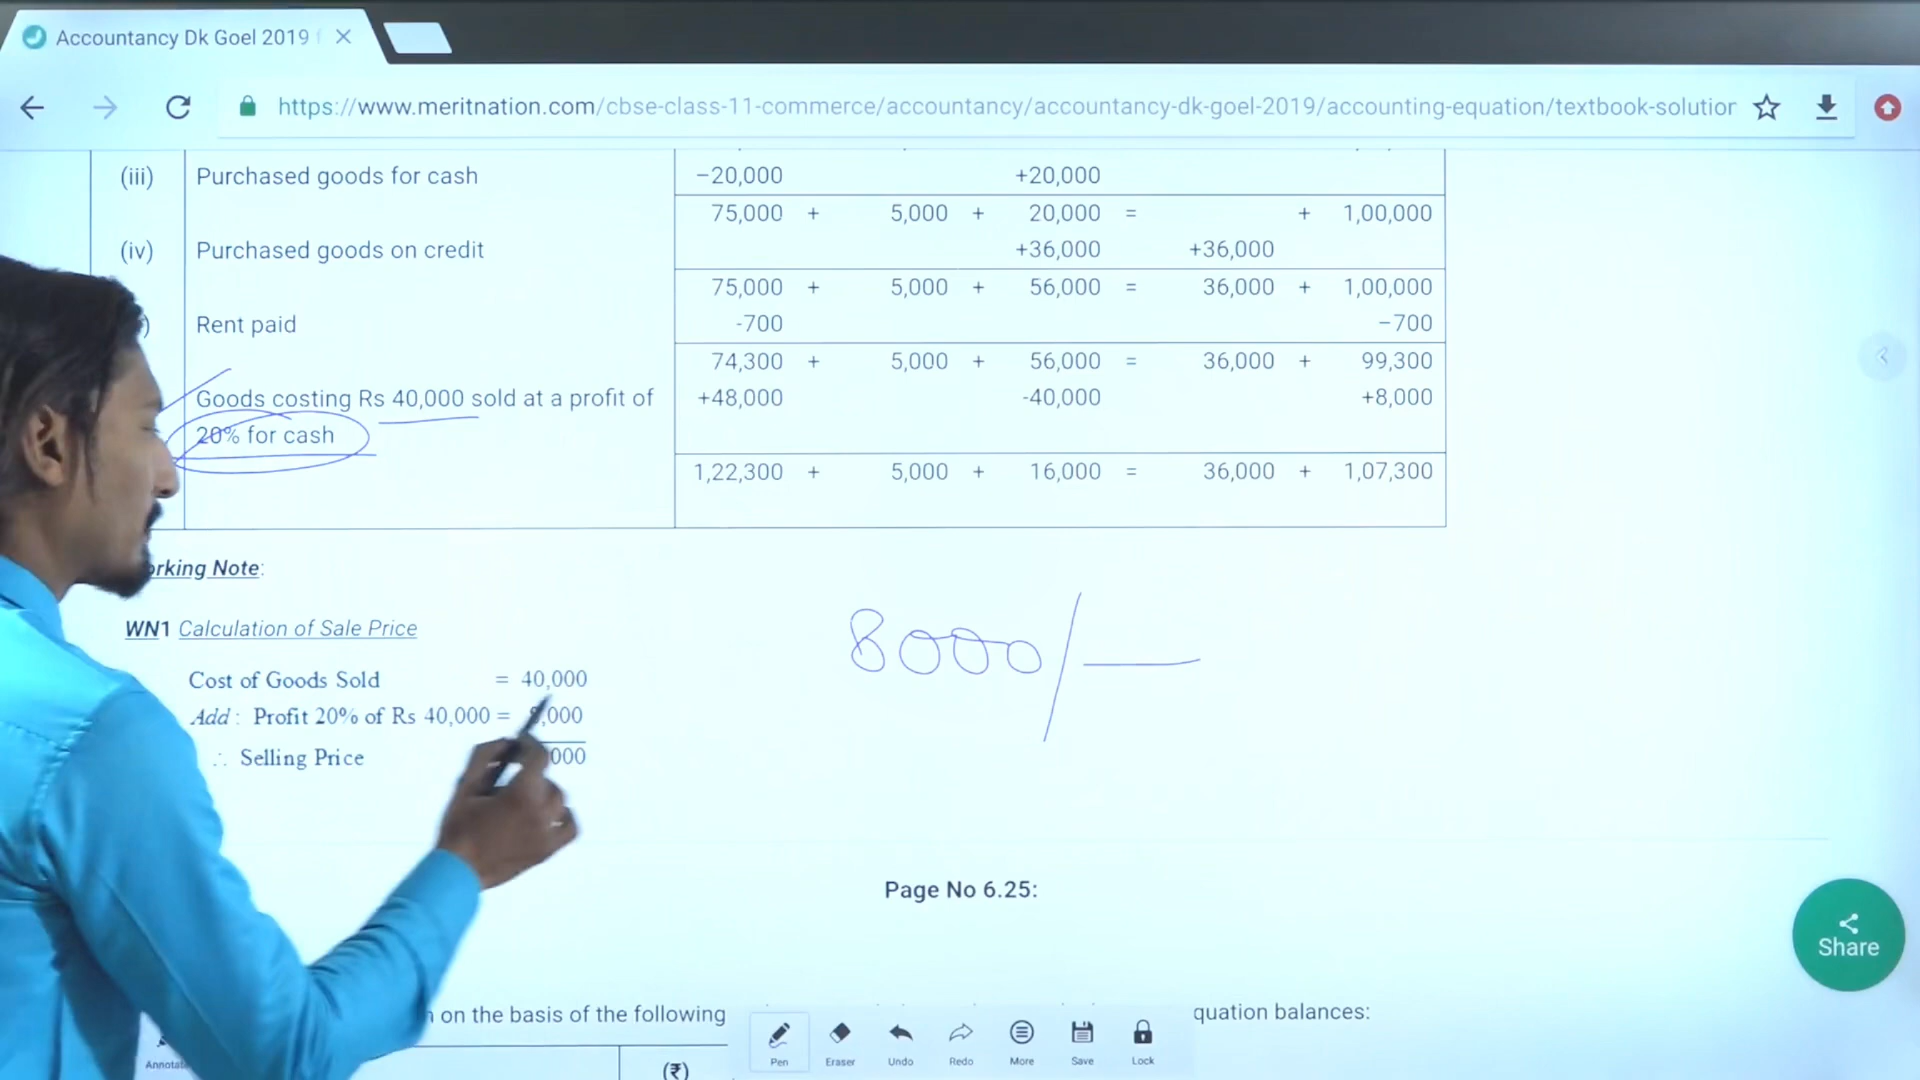 Accountancy Dk Goel 2019
https://www.meritnation.com/cbse-class-11-commerce/accountancy/accountancy-dk-goel-2019/accounting-equation/textbook-solution
(iii) Purchased goods for cash −20,000 +20,000
75,000 + 5,000 + 20,000 = + 1,00,000
(iv) Purchased goods on credit +36,000 +36,000
75,000 + 5,000 + 56,000 = 36,000 + 1,00,000
Rent paid -700 −700
74,300 + 5,000 + 56,000 = 36,000 + 99,300
Goods costing Rs 40,000 sold at a profit of +48,000 -40,000 +8,000
20% for cash
1,22,300 + 5,000 + 16,000 = 36,000 + 1,07,300
rking Note:
WN1 Calculation of Sale Price
8000/—
Cost of Goods Sold = 40,000
Add : Profit 20% of Rs 40,000 = ,000
∴ Selling Price 000
Page No 6.25:
Share
on the basis of the following quation balances:
Annotate Pen Eraser Undo Redo More Save Lock
(₹)